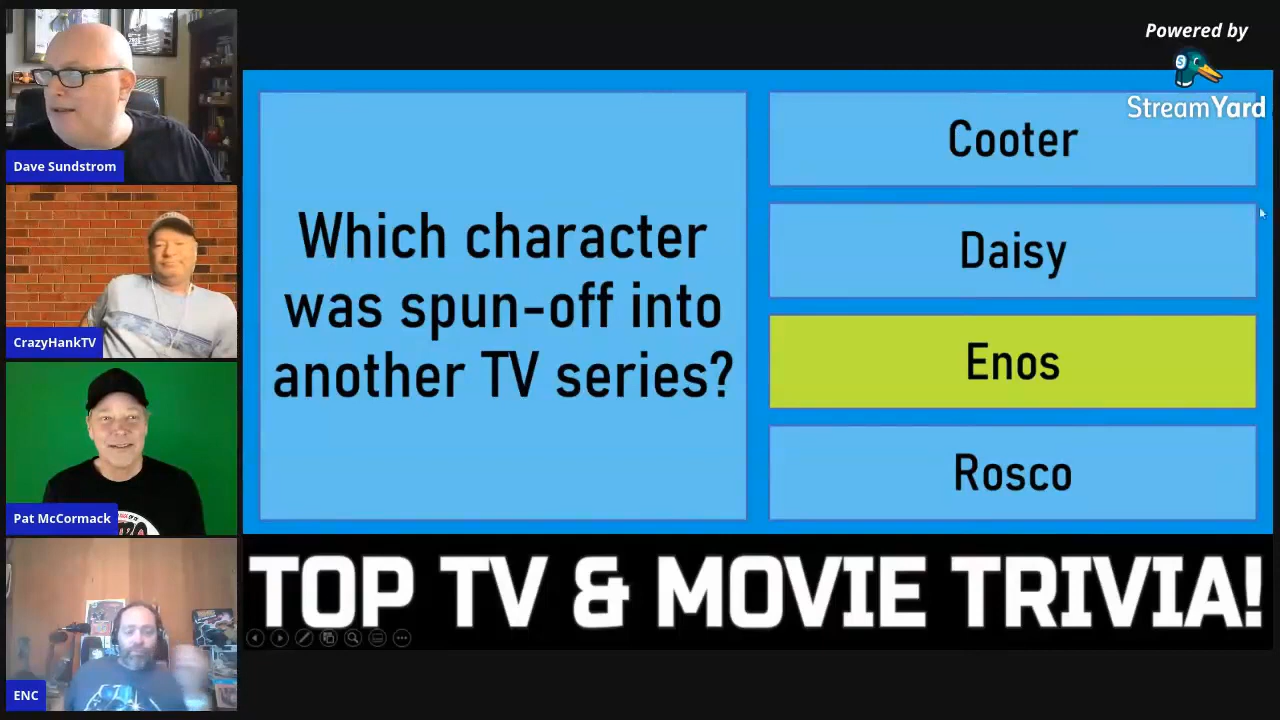 Powered by
StreamYard
Dave Sundstrom
CrazyHankTV
Pat McCormack
ENC
Which character
was spun-off into
another TV series?
Cooter
Daisy
Enos
Rosco
TOP TV & MOVIE TRIVIA!